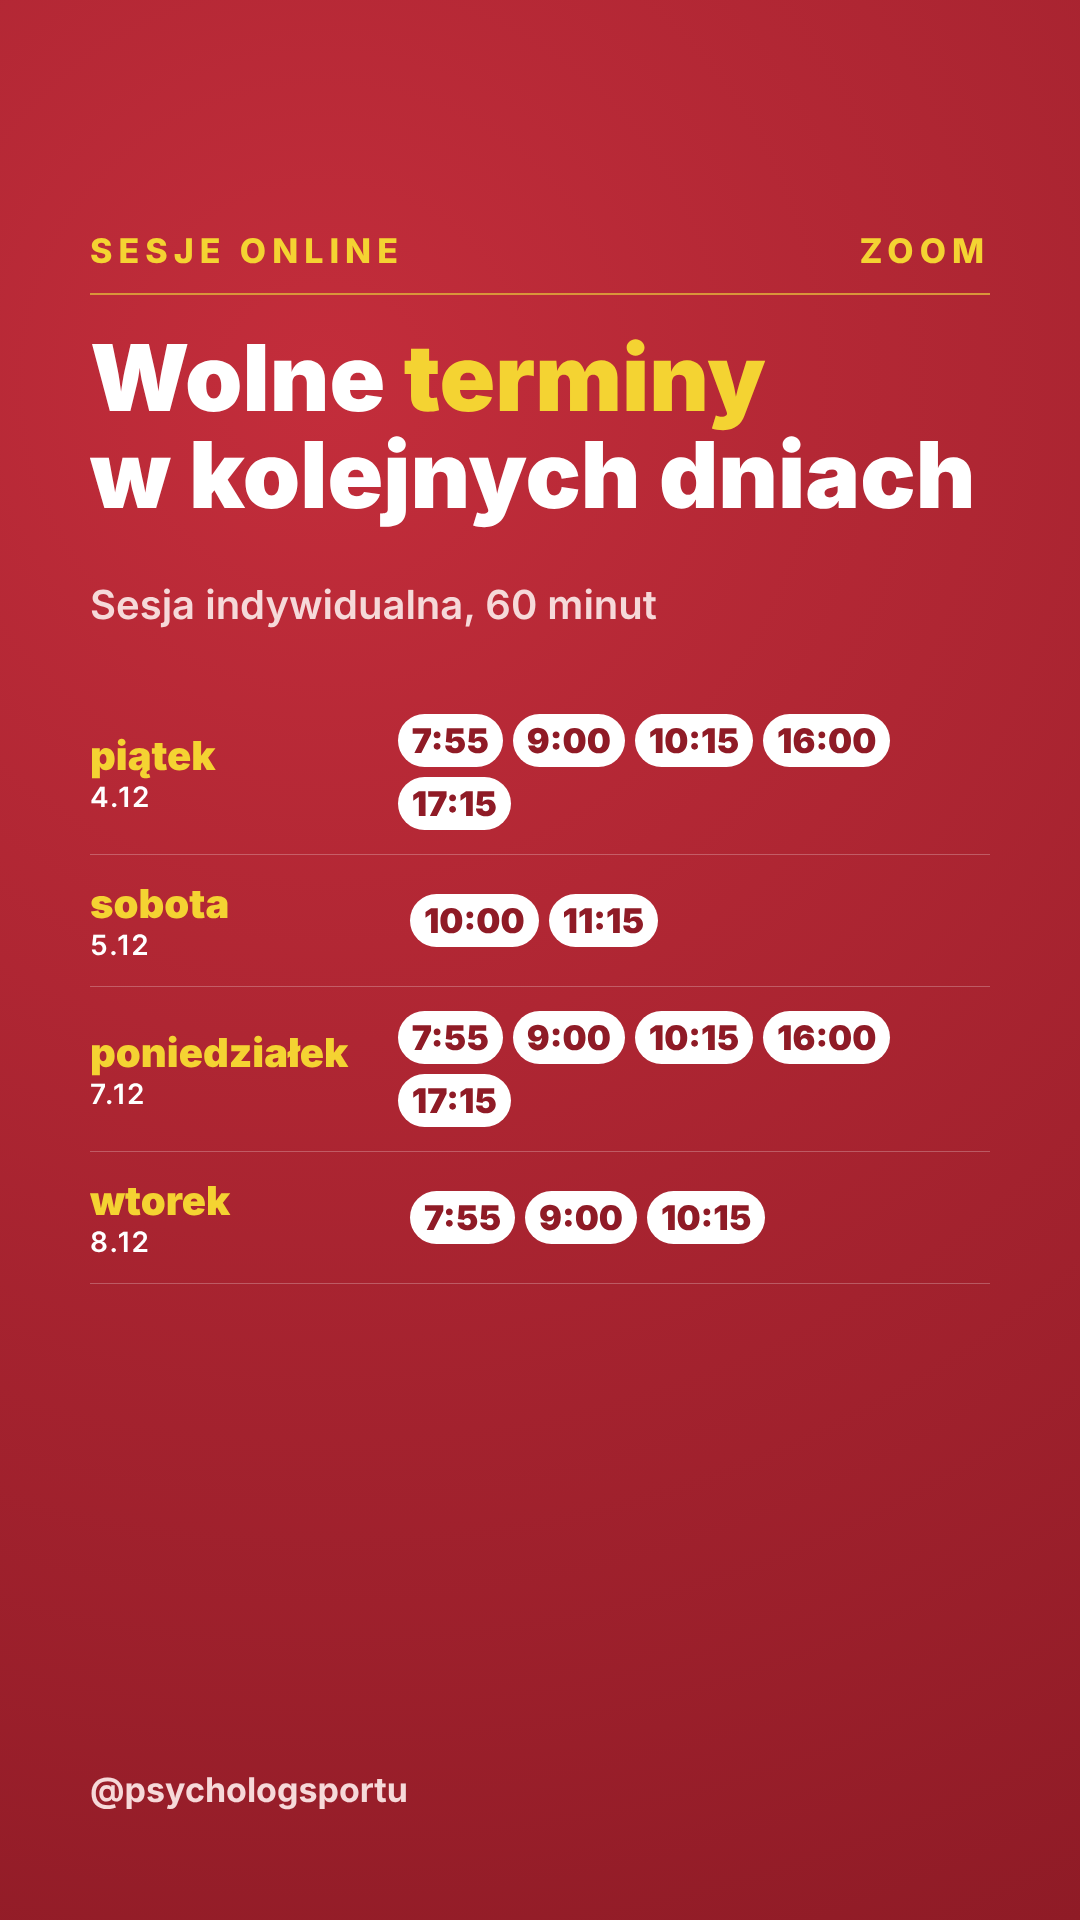 SESJE ONLINE ZOOM
Wolne terminy
w kolejnych dniach
Sesja indywidualna, 60 minut
piątek
4.12
7:55 9:00 10:15 16:00
17:15
sobota
5.12
10:00 11:15
poniedziałek
7.12
7:55 9:00 10:15 16:00
17:15
wtorek
8.12
7:55 9:00 10:15
@psychologsportu